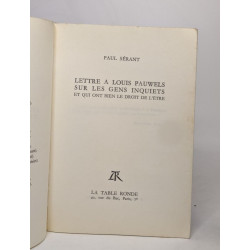 PAUL SÉRAMY
LETTRE A LOUIS PAUWELS
SUR LES GENS INQUIETS
ET QUI ONT BIEN LE DROIT DE L'ÊTRE
LA TABLE RONDE
40, rue du Bac, Paris, 7e